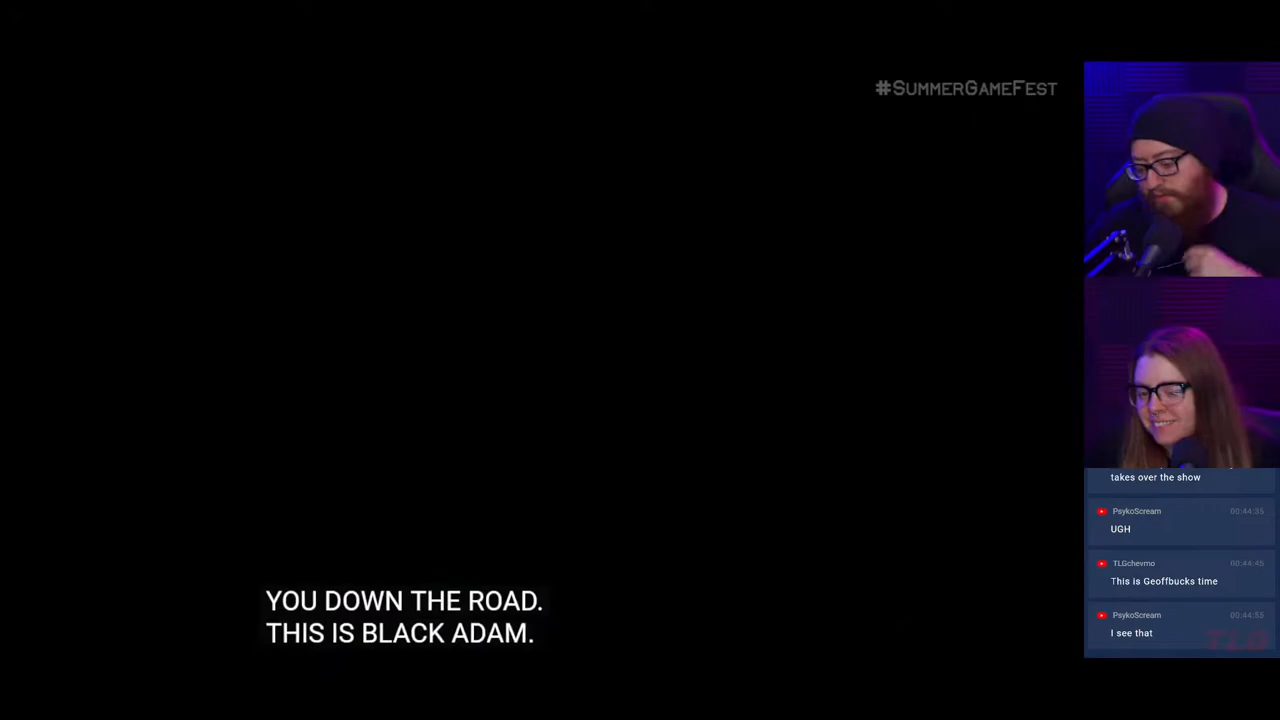 #SUMMERGAMEFEST
takes over the show
PsykoScream 00:44:35
UGH
TLGchevmo 00:44:45
This is Geoffbucks time
PsykoScream 00:44:55
I see that
TLG
YOU DOWN THE ROAD.
THIS IS BLACK ADAM.